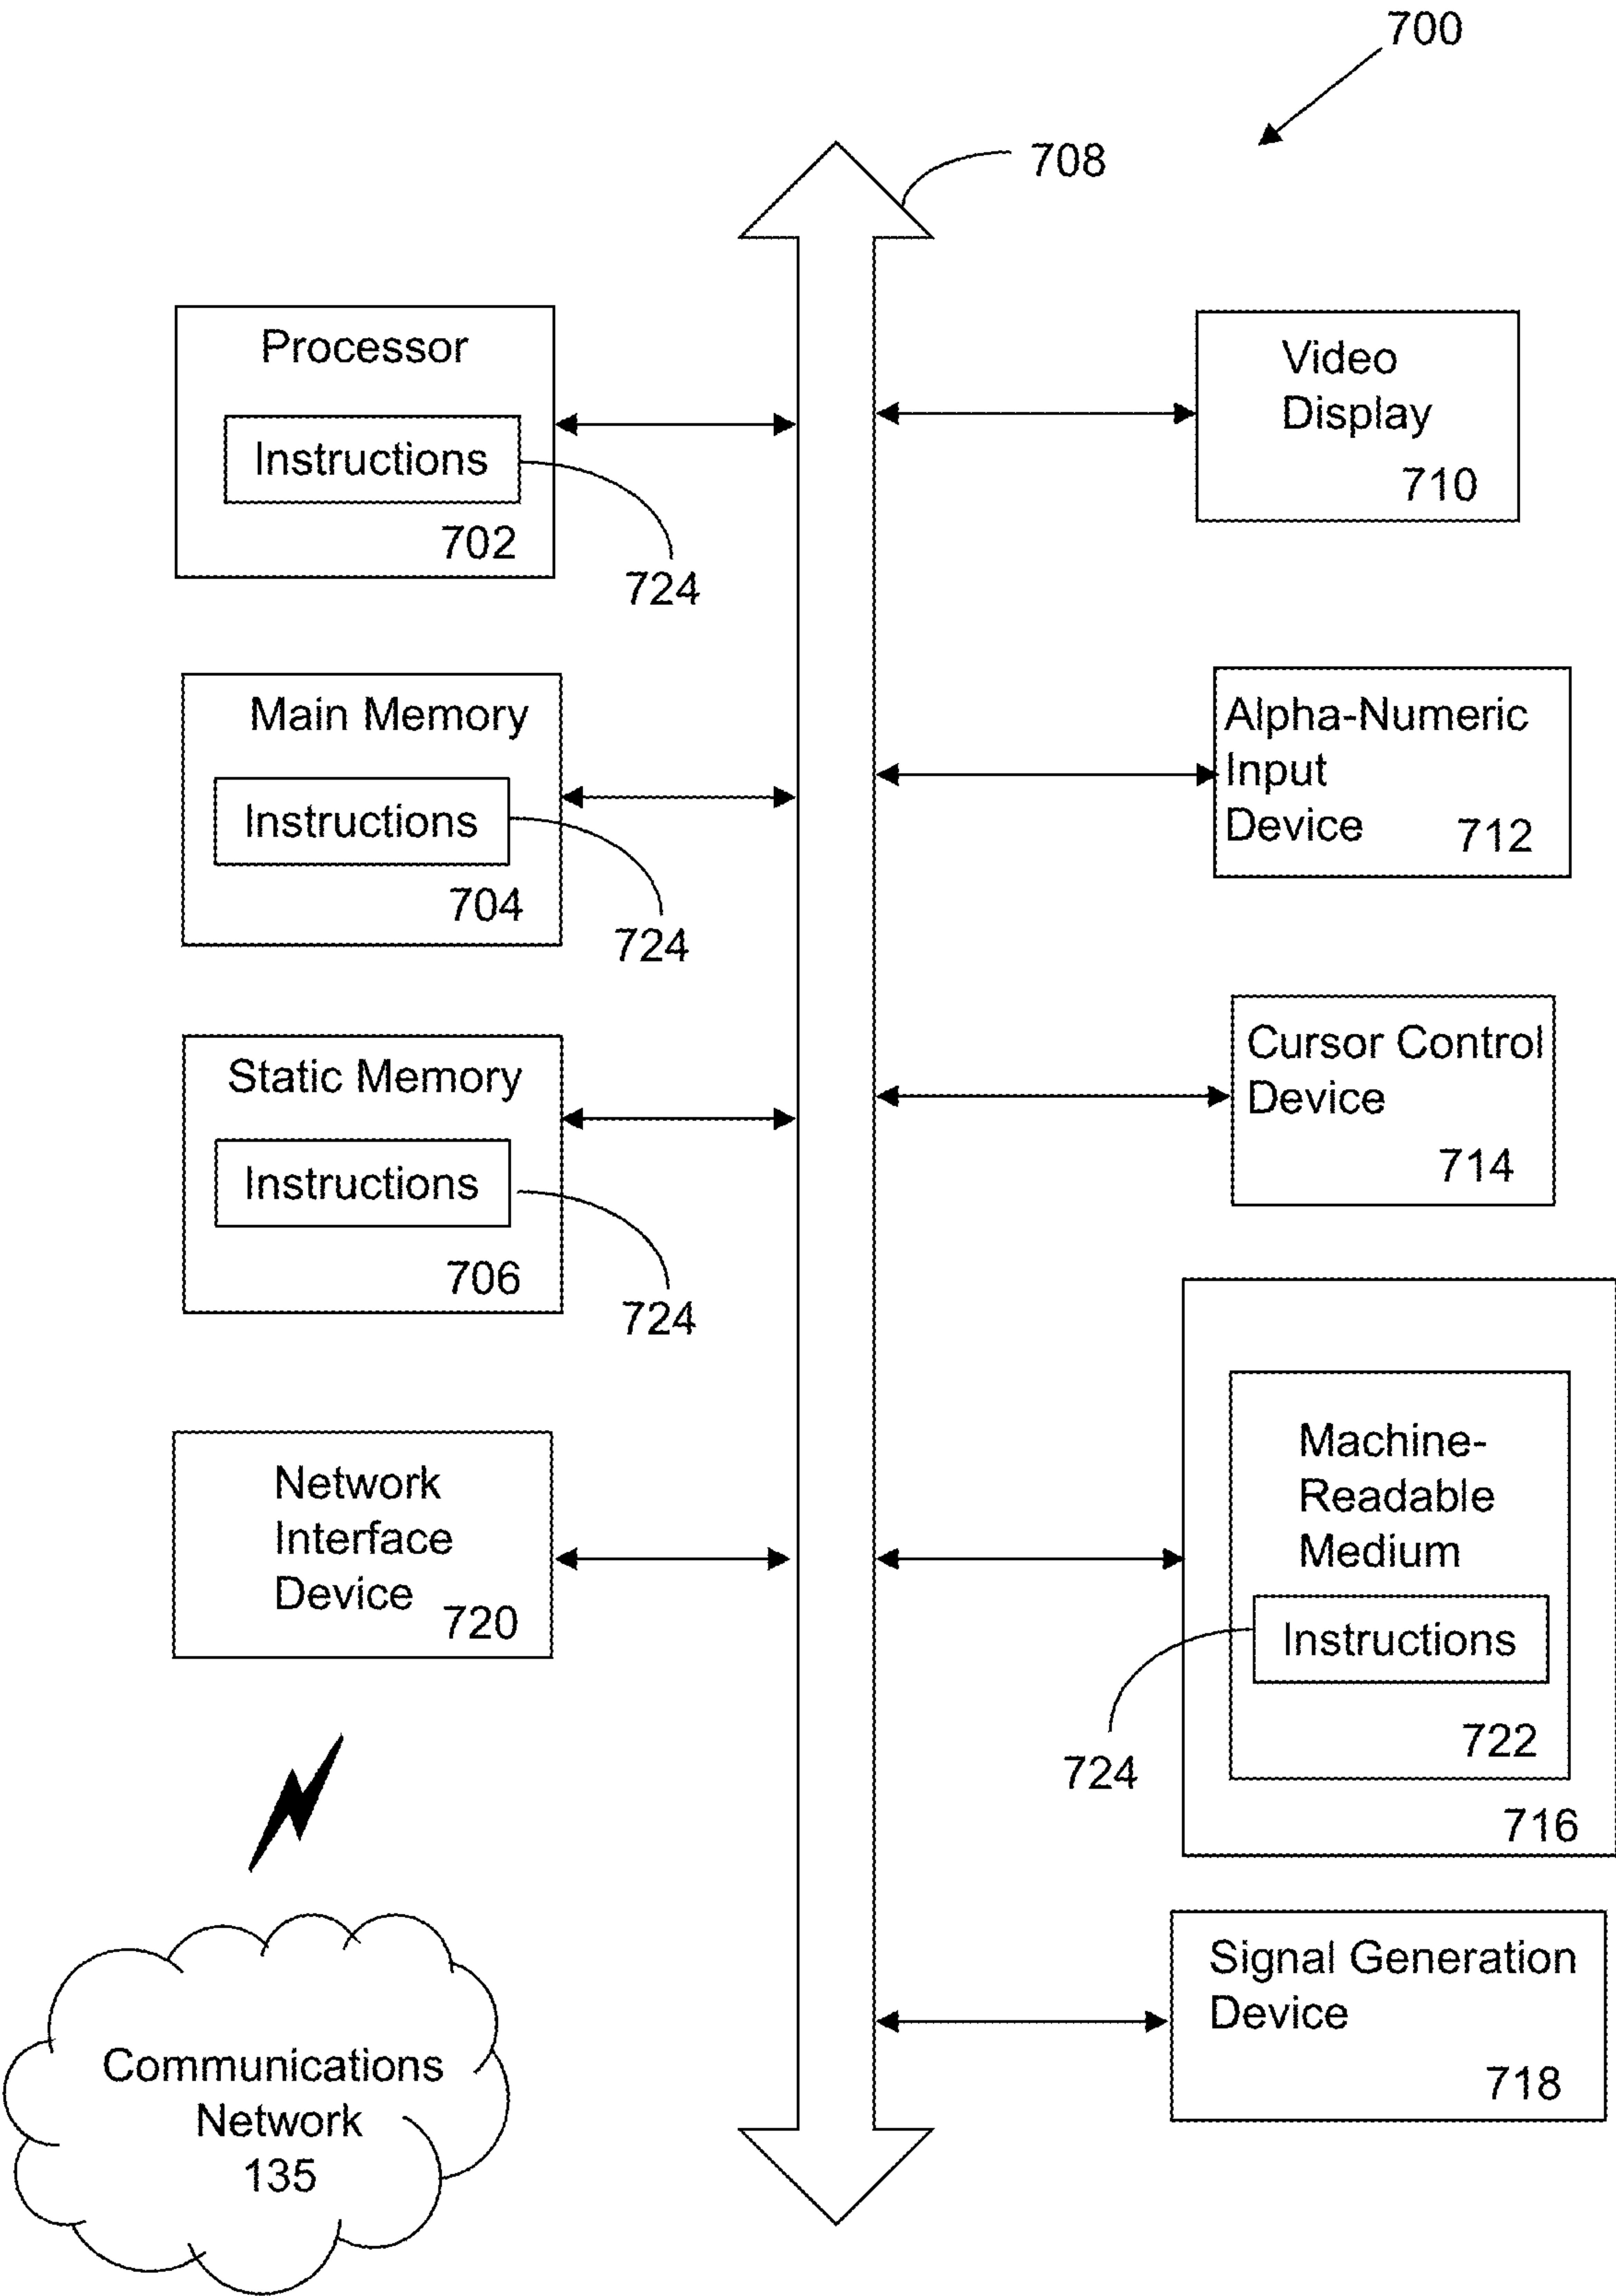 700
708
Processor
Instructions
702
724
Main Memory
Instructions
704
724
Static Memory
Instructions
706
724
Network
Interface
Device
720
Communications
Network
135
Video
Display
710
Alpha-Numeric
Input
Device
712
Cursor Control
Device
714
Machine-
Readable
Medium
Instructions
722
724
716
Signal Generation
Device
718